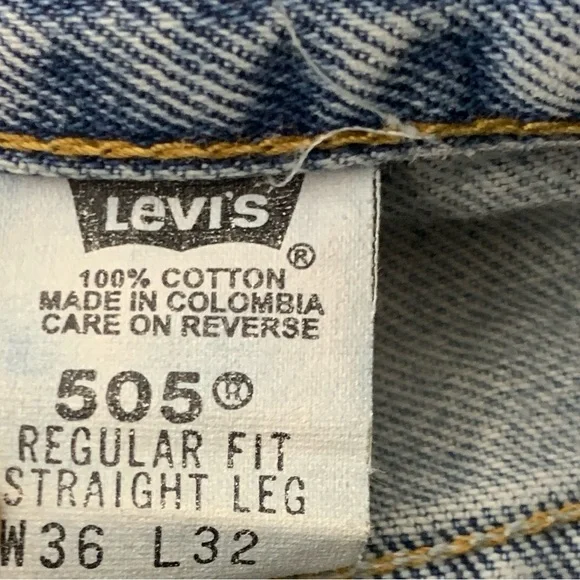 LEVI'S
®
100% COTTON
MADE IN COLOMBIA
CARE ON REVERSE
505®
REGULAR FIT
STRAIGHT LEG
W36 L32